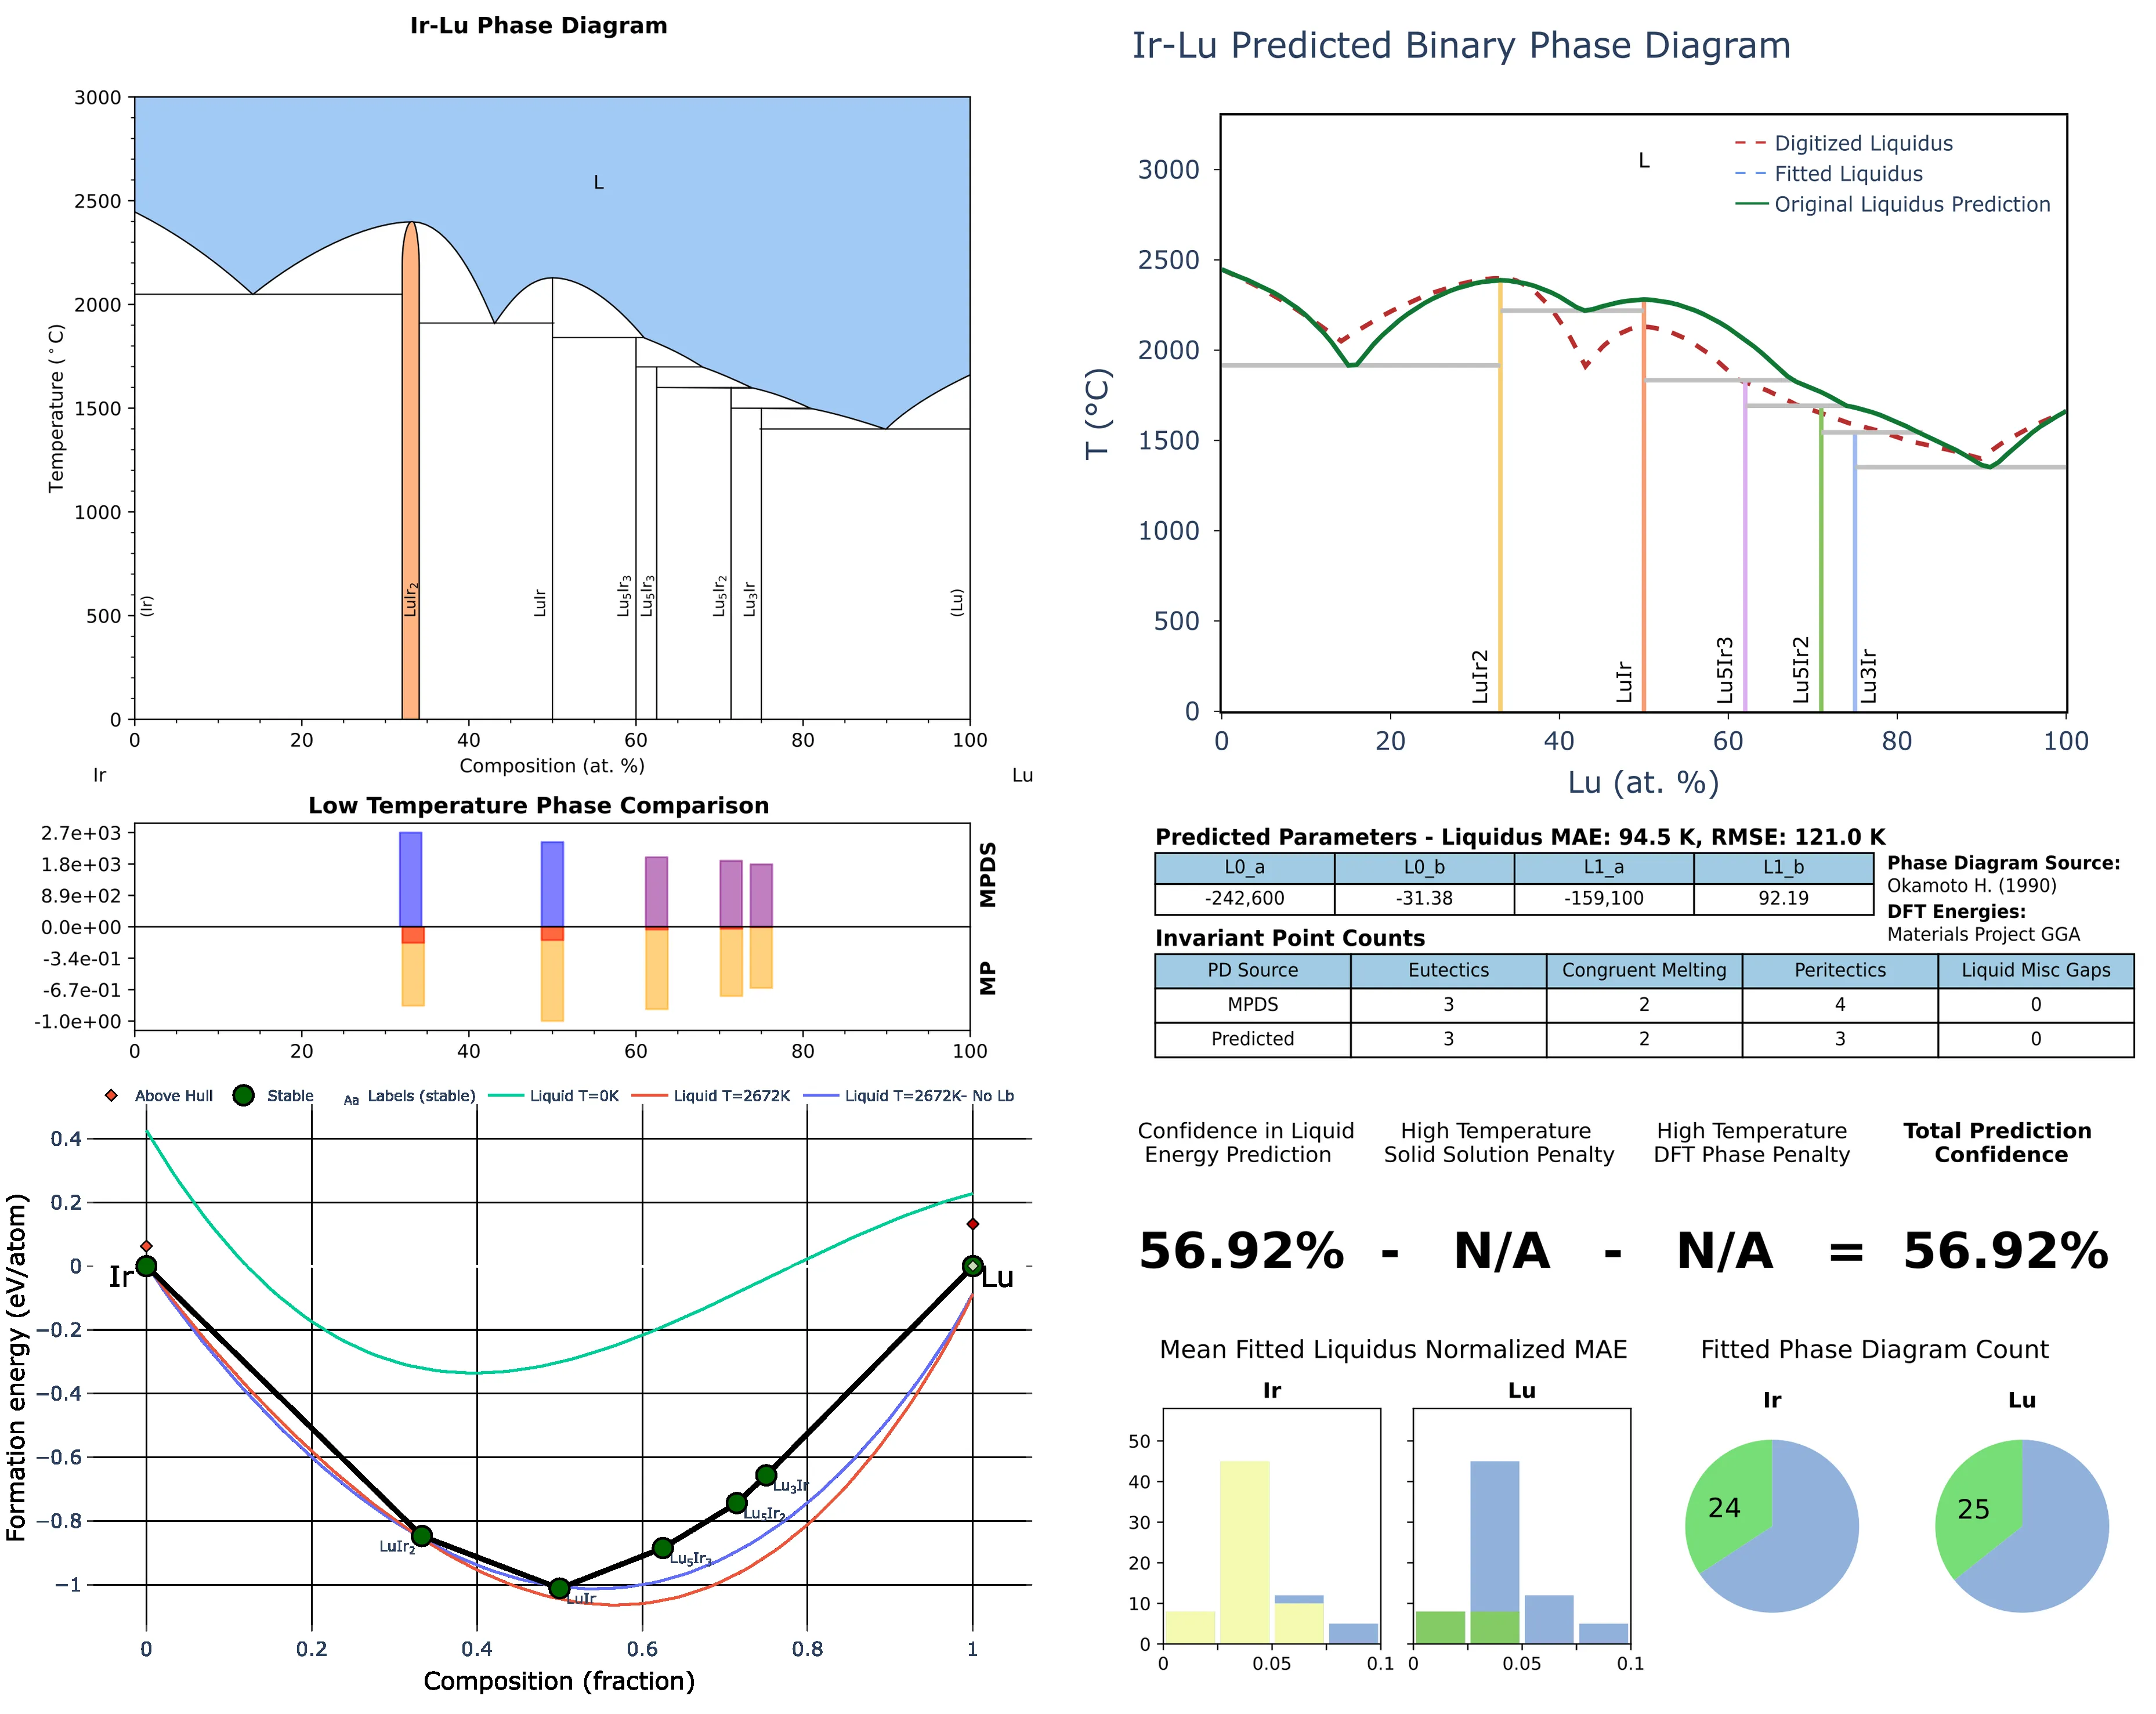 Ir-Lu Phase Diagram
3000
2500
2000
1500
1000
500
0
Temperature (°C)
L
(Ir)
LuIr2
LuIr
Lu5Ir3
Lu5Ir3
Lu5Ir2
Lu3Ir
(Lu)
0 20 40 60 80 100
Composition (at. %)
Ir Lu
Low Temperature Phase Comparison
2.7e+03
1.8e+03
8.9e+02
0.0e+00
-3.4e-01
-6.7e-01
-1.0e+00
MPDS
MP
0 20 40 60 80 100
Above Hull Stable Aa Labels (stable) Liquid T=0K Liquid T=2672K Liquid T=2672K- No Lb
0.4
0.2
0
−0.2
−0.4
−0.6
−0.8
−1
Formation energy (eV/atom)
Ir
Lu
LuIr2
LuIr
Lu5Ir3
Lu5Ir2
Lu3Ir
0 0.2 0.4 0.6 0.8 1
Composition (fraction)
Ir-Lu Predicted Binary Phase Diagram
L
Digitized Liquidus
Fitted Liquidus
Original Liquidus Prediction
3000
2500
2000
1500
1000
500
0
T (°C)
LuIr2
LuIr
Lu5Ir3
Lu5Ir2
Lu3Ir
0 20 40 60 80 100
Lu (at. %)
Predicted Parameters - Liquidus MAE: 94.5 K, RMSE: 121.0 K
L0_a L0_b L1_a L1_b
-242,600 -31.38 -159,100 92.19
Phase Diagram Source:
Okamoto H. (1990)
DFT Energies:
Materials Project GGA
Invariant Point Counts
PD Source Eutectics Congruent Melting Peritectics Liquid Misc Gaps
MPDS 3 2 4 0
Predicted 3 2 3 0
Confidence in Liquid
Energy Prediction
High Temperature
Solid Solution Penalty
High Temperature
DFT Phase Penalty
Total Prediction
Confidence
56.92% - N/A - N/A = 56.92%
Mean Fitted Liquidus Normalized MAE
Ir Lu
50
40
30
20
10
0
0 0.05 0.1 0 0.05 0.1
Fitted Phase Diagram Count
Ir Lu
24 25